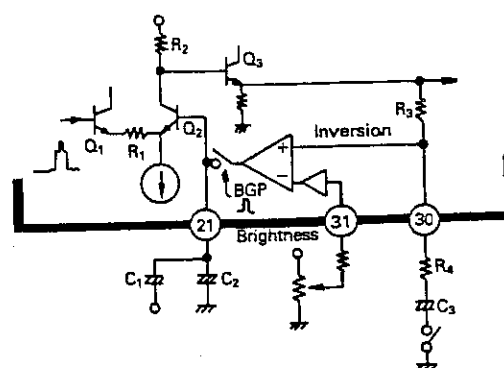 R2
Q3
R3
Q1
R1
Q2
Inversion
+
−
BGP
21
Brightness
31
30
C1
C2
R4
C3